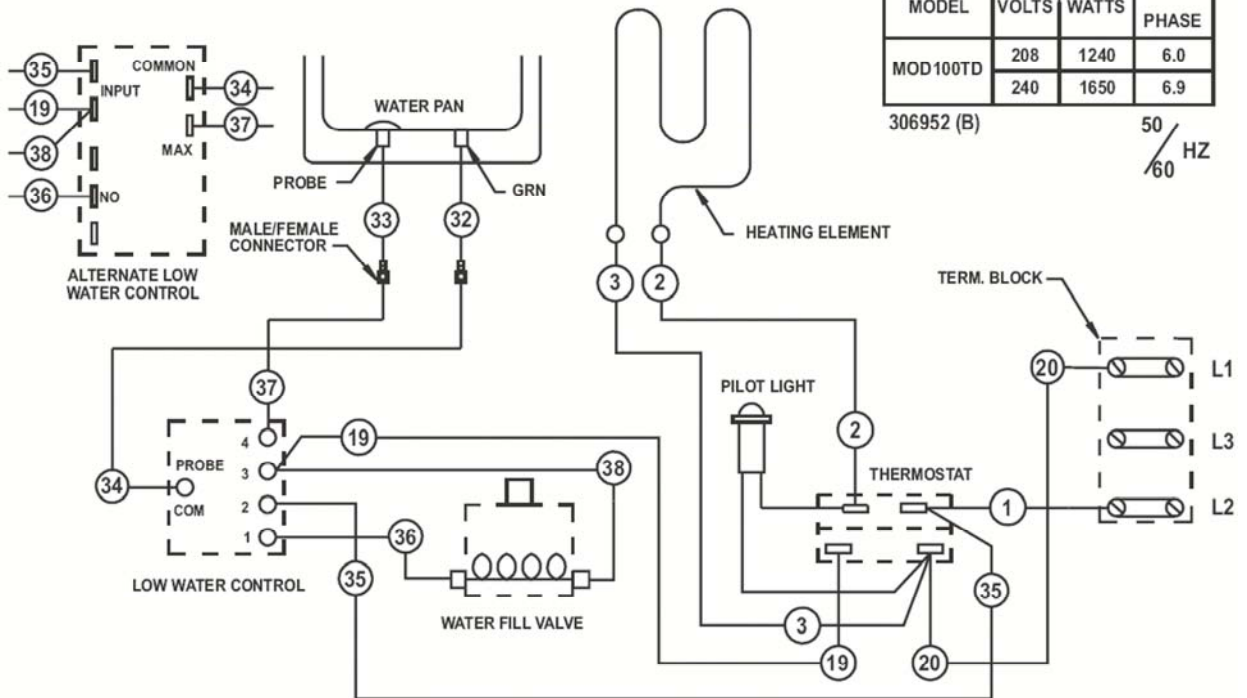 MODEL VOLTS WATTS PHASE
MOD100TD 208 1240 6.0
240 1650 6.9
306952 (B)
50/60 HZ
35
19
38
36
INPUT
NO
COMMON
MAX
34
37
ALTERNATE LOW
WATER CONTROL
WATER PAN
PROBE
GRN
33
32
MALE/FEMALE
CONNECTOR
HEATING ELEMENT
3
2
TERM. BLOCK
20
L1
L3
L2
PILOT LIGHT
2
THERMOSTAT
1
37
19
38
34
PROBE
COM
4
3
2
1
36
35
LOW WATER CONTROL
WATER FILL VALVE
35
3
19
20